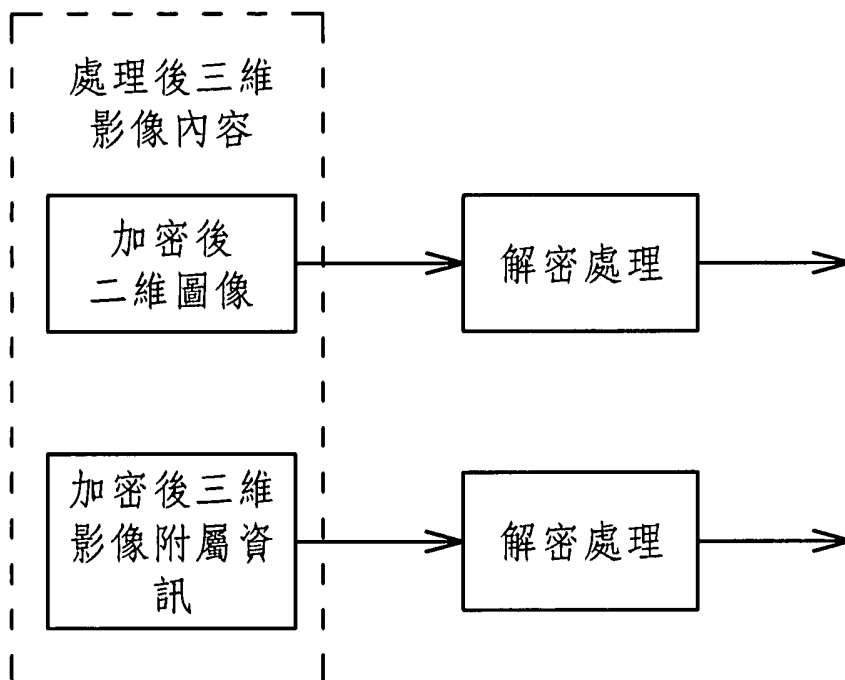 處理後三維
影像內容
加密後
二維圖像
解密處理
加密後三維
影像附屬資
訊
解密處理